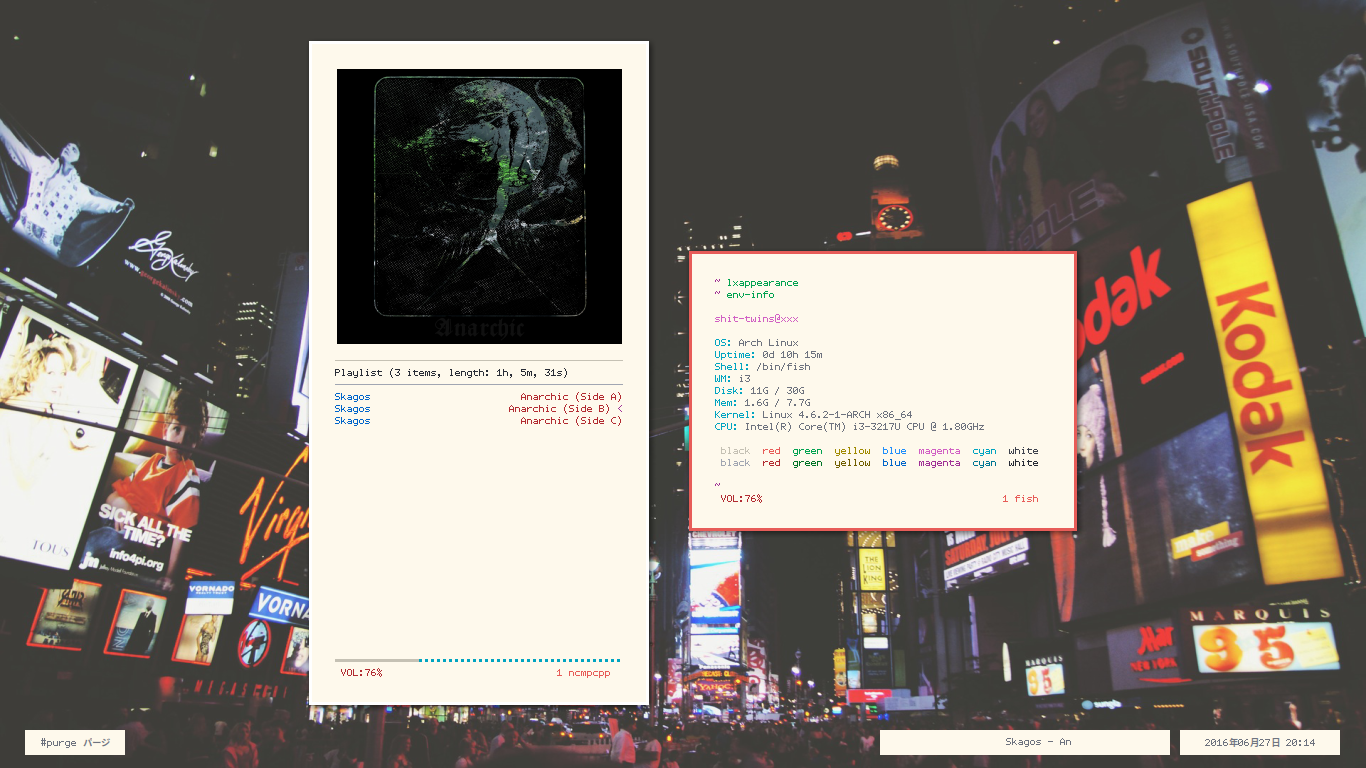 Anarchic
Playlist (3 items, length: 1h, 5m, 31s)
Skagos Anarchic (Side A)
Skagos Anarchic (Side B) <
Skagos Anarchic (Side C)
VOL:76% 1 ncmpcpp
~ lxappearance
~ env-info
shit-twins@xxx
OS: Arch Linux
Uptime: 0d 10h 15m
Shell: /bin/fish
WM: i3
Disk: 11G / 30G
Mem: 1.6G / 7.7G
Kernel: Linux 4.6.2-1-ARCH x86_64
CPU: Intel(R) Core(TM) i3-3217U CPU @ 1.80GHz
black red green yellow blue magenta cyan white
black red green yellow blue magenta cyan white
~
VOL:76% 1 fish
SOUTHPOLE
Kodak
Kodak
make something
TOUS
SICK ALL THE
TIME?
Info4pi.org
Virgin
VORNADO
VORNA
THE
LION
KING
YAHOO!
MARQUIS
95
MARQUIS
95
#purge パージ
Skagos - An
2016年06月27日 20:14